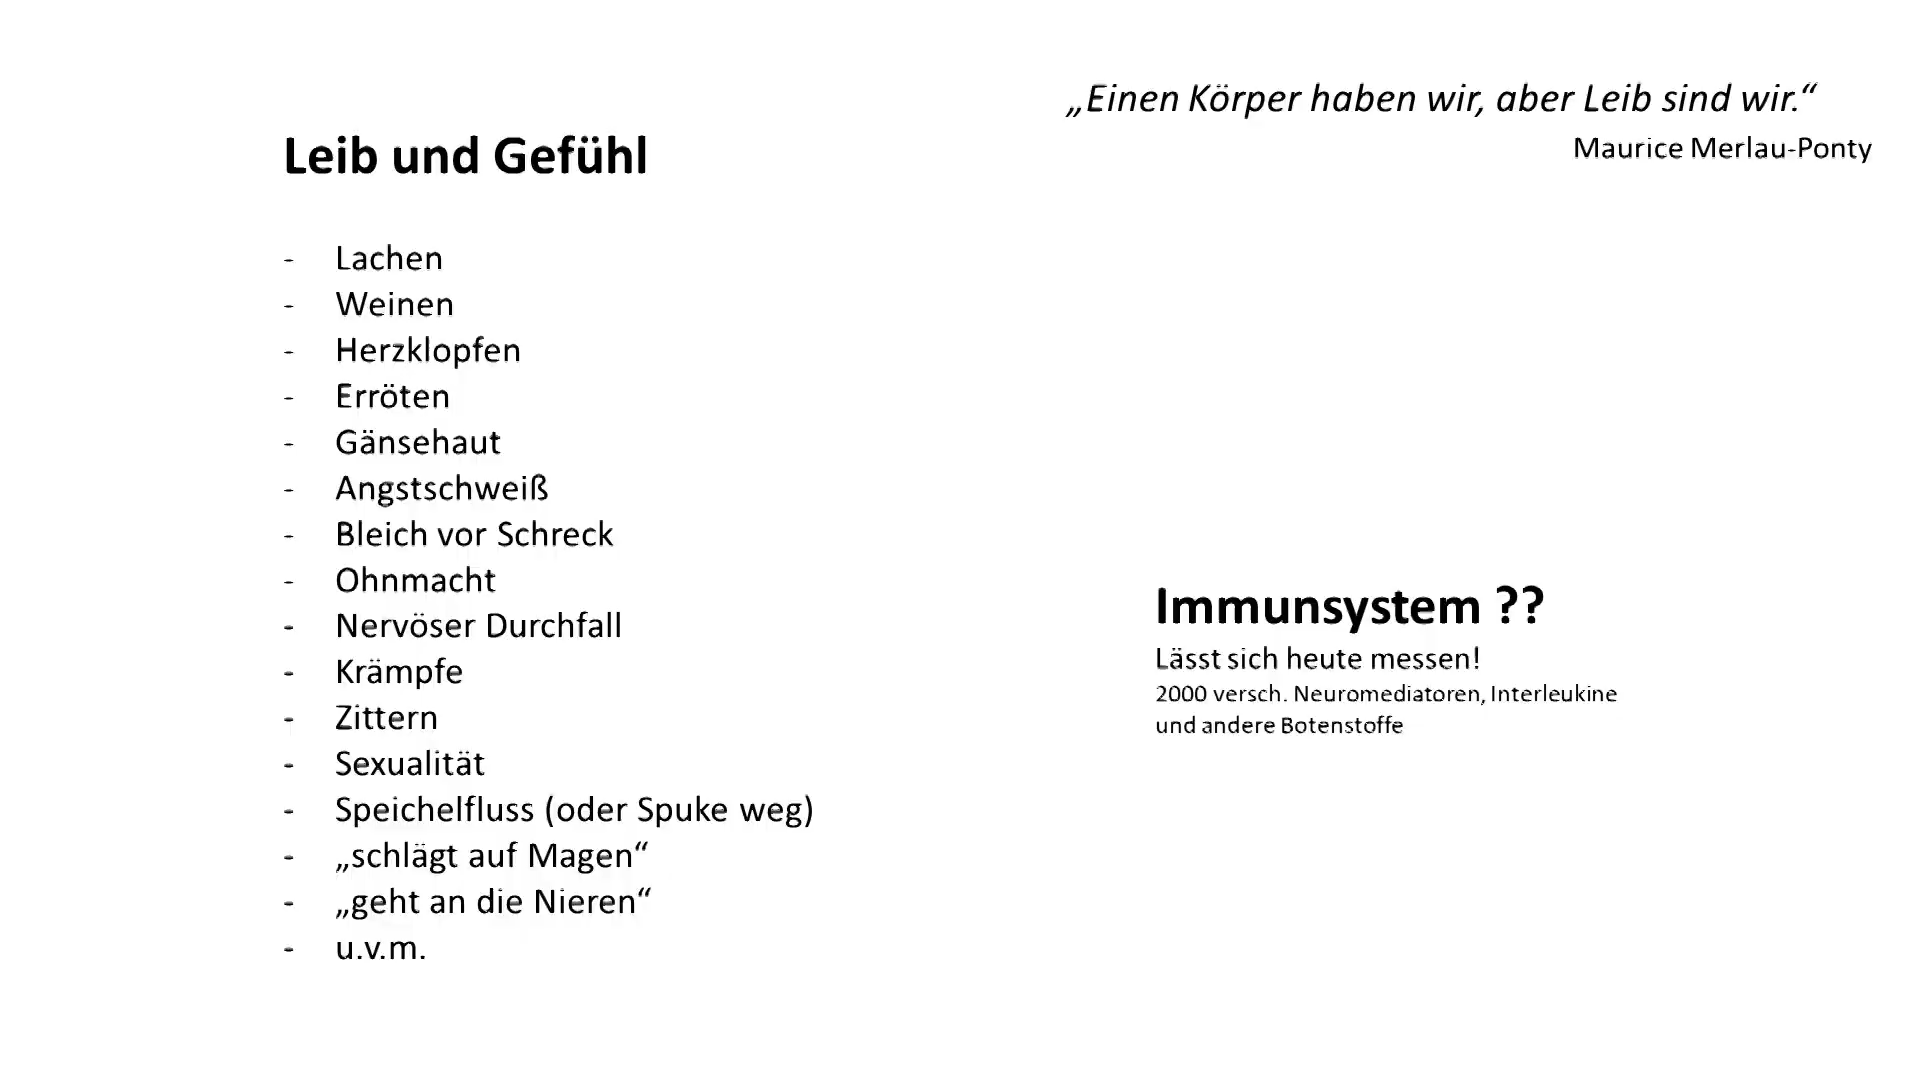 „Einen Körper haben wir, aber Leib sind wir.“
Maurice Merlau-Ponty
Leib und Gefühl
- Lachen
- Weinen
- Herzklopfen
- Erröten
- Gänsehaut
- Angstschweiß
- Bleich vor Schreck
- Ohnmacht
- Nervöser Durchfall
- Krämpfe
- Zittern
- Sexualität
- Speichelfluss (oder Spuke weg)
- „schlägt auf Magen“
- „geht an die Nieren“
- u.v.m.
Immunsystem ??
Lässt sich heute messen!
2000 versch. Neuromediatoren, Interleukine
und andere Botenstoffe